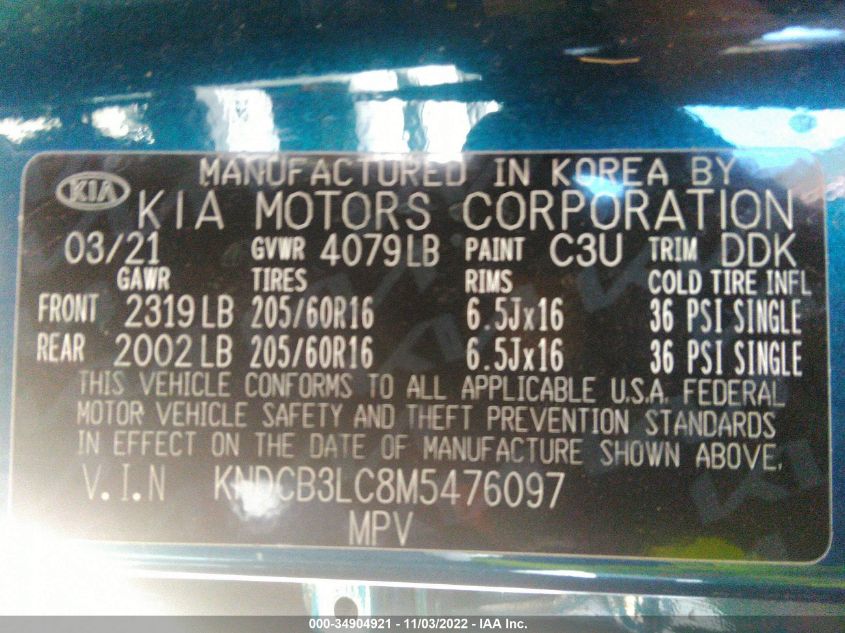 MANUFACTURED IN KOREA BY
KIA KIA MOTORS CORPORATION
03/21 GVWR 4079LB PAINT C3U TRIM DDK
GAWR TIRES RIMS COLD TIRE INFL
FRONT 2319LB 205/60R16 6.5Jx16 36 PSI SINGLE
REAR 2002LB 205/60R16 6.5Jx16 36 PSI SINGLE
THIS VEHICLE CONFORMS TO ALL APPLICABLE U.S.A. FEDERAL
MOTOR VEHICLE SAFETY AND THEFT PREVENTION STANDARDS
IN EFFECT ON THE DATE OF MANUFACTURE SHOWN ABOVE.
V.I.N KNDCB3LC8M5476097
MPV
000-34904921 - 11/03/2022 - IAA Inc.